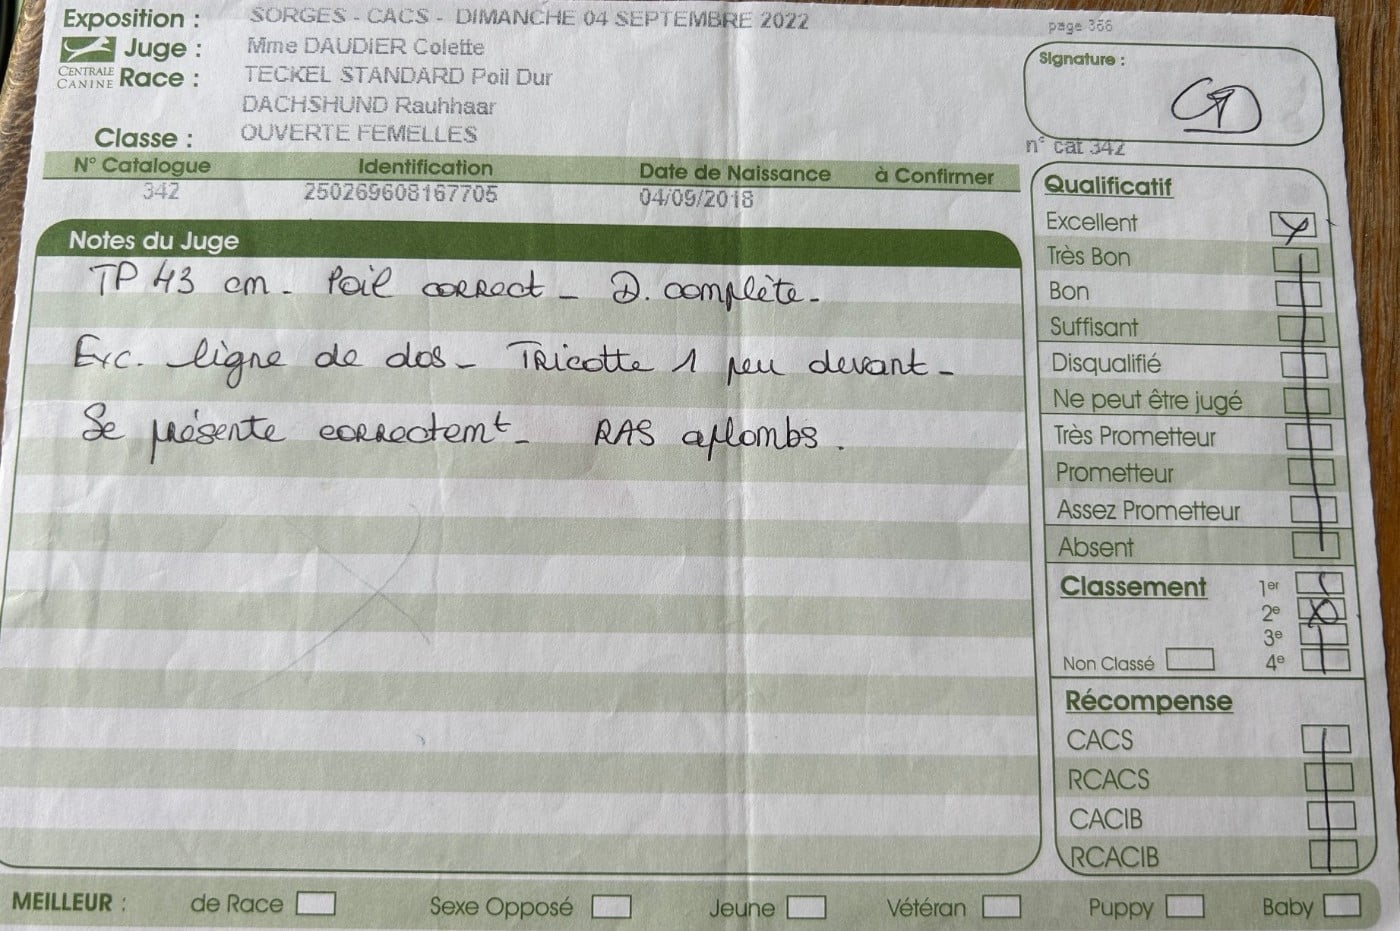 Exposition : SORGES - CACS - DIMANCHE 04 SEPTEMBRE 2022
page 366
CENTRALE CANINE
Juge : Mme DAUDIER Colette
Race : TECKEL STANDARD Poil Dur
DACHSHUND Rauhhaar
Classe : OUVERTE FEMELLES
Signature :
n° cat 342
N° Catalogue Identification Date de Naissance à Confirmer
342 250269608167705 04/09/2018
Notes du Juge
TP 43 cm - Poil correct - D. complète -
Exc. ligne de dos - Tricotte 1 peu devant -
Se présente correctemt - RAS aplombs .
Qualificatif
Excellent
Très Bon
Bon
Suffisant
Disqualifié
Ne peut être jugé
Très Prometteur
Prometteur
Assez Prometteur
Absent
Classement 1er
2e
3e
Non Classé 4e
Récompense
CACS
RCACS
CACIB
RCACIB
MEILLEUR : de Race Sexe Opposé Jeune Vétéran Puppy Baby